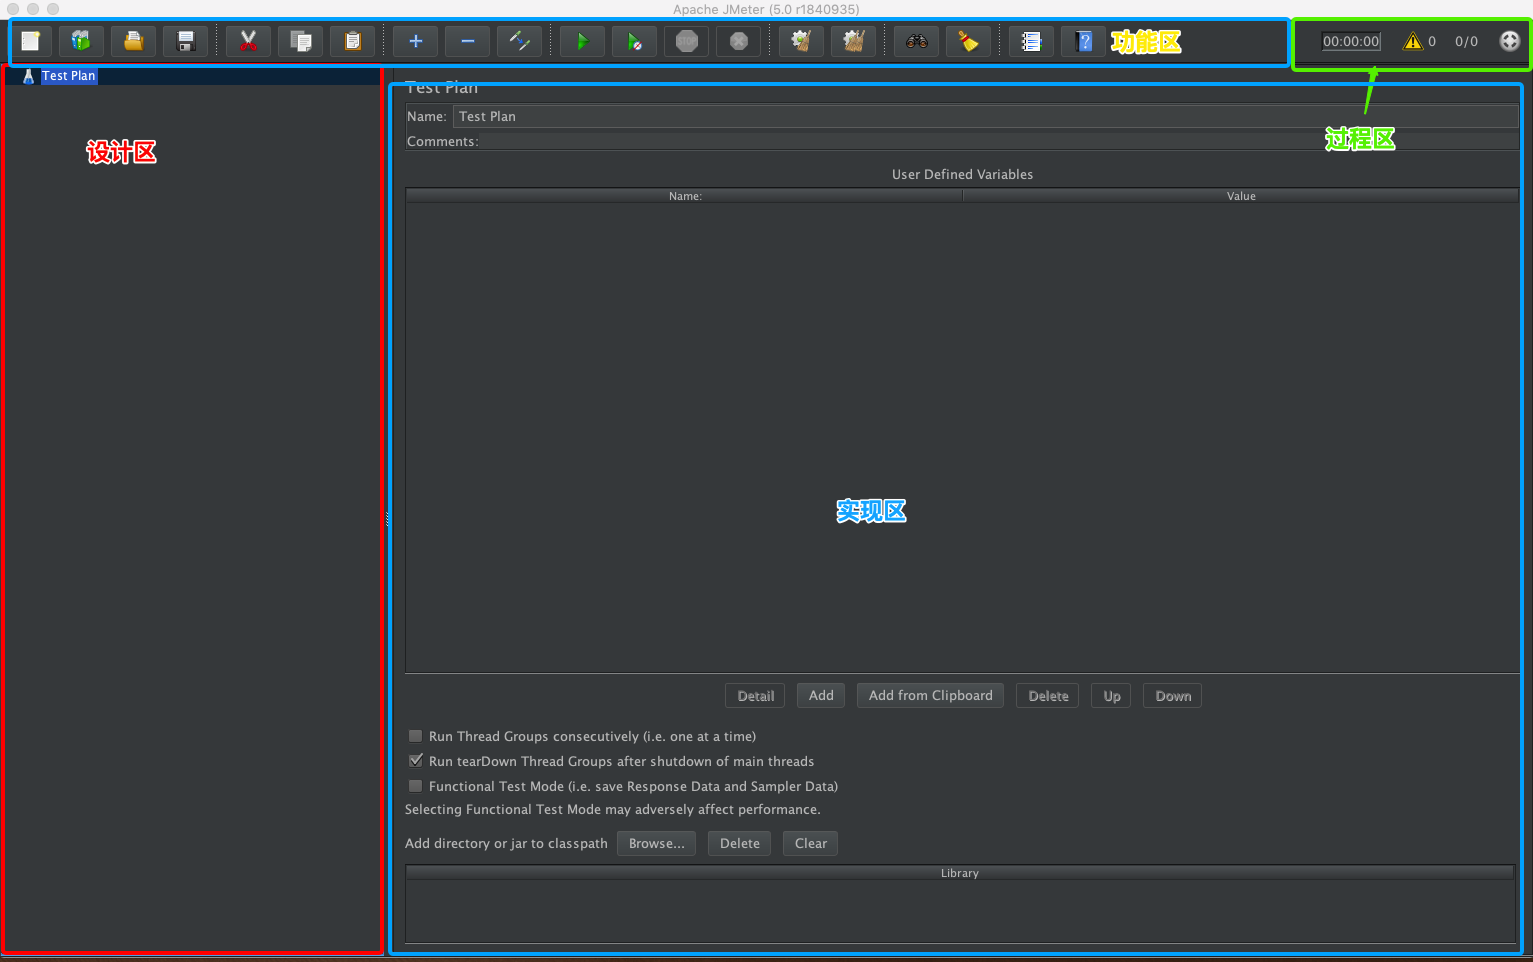 Apache JMeter (5.0 r1840935)
STOP
功能区
00:00:00
0
0/0
Test Plan
设计区
Test Plan
Name: Test Plan
Comments:
过程区
User Defined Variables
Name: Value
实现区
Detail Add Add from Clipboard Delete Up Down
Run Thread Groups consecutively (i.e. one at a time)
Run tearDown Thread Groups after shutdown of main threads
Functional Test Mode (i.e. save Response Data and Sampler Data)
Selecting Functional Test Mode may adversely affect performance.
Add directory or jar to classpath Browse... Delete Clear
Library